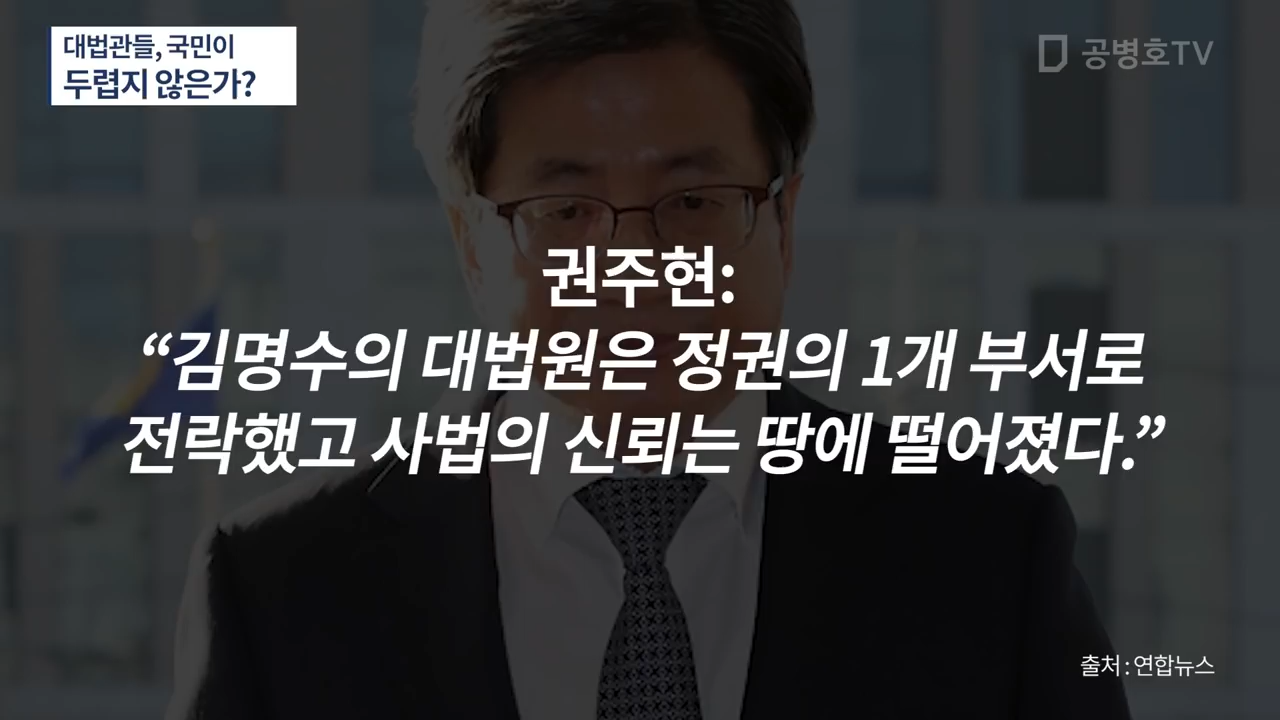 대법관들, 국민이
두렵지 않은가?
공병호TV
권주현:
“김명수의 대법원은 정권의 1개 부서로
전락했고 사법의 신뢰는 땅에 떨어졌다.”
출처 : 연합뉴스